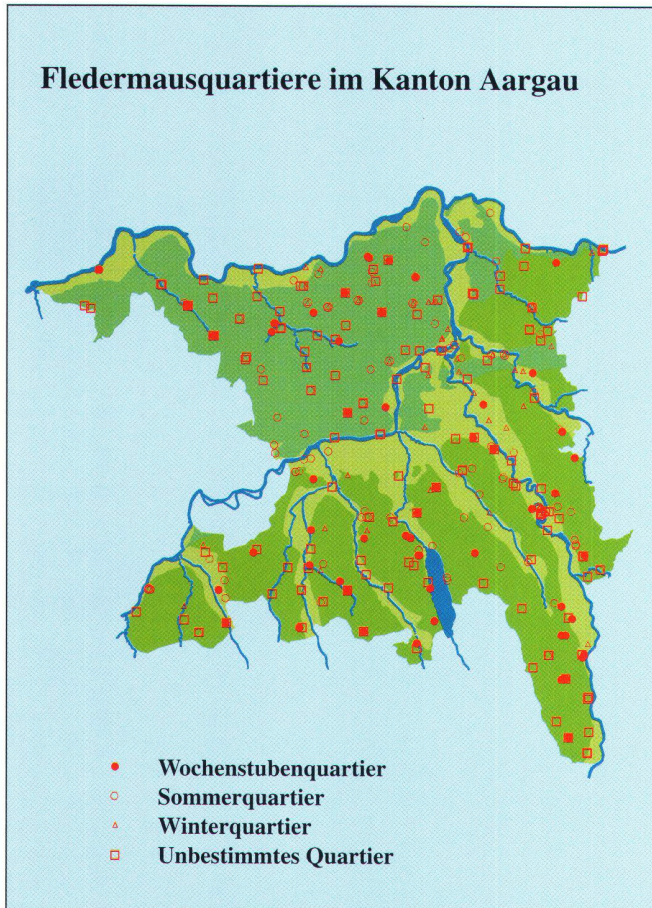 Fledermausquartiere im Kanton Aargau
Wochenstubenquartier
Sommerquartier
Winterquartier
Unbestimmtes Quartier